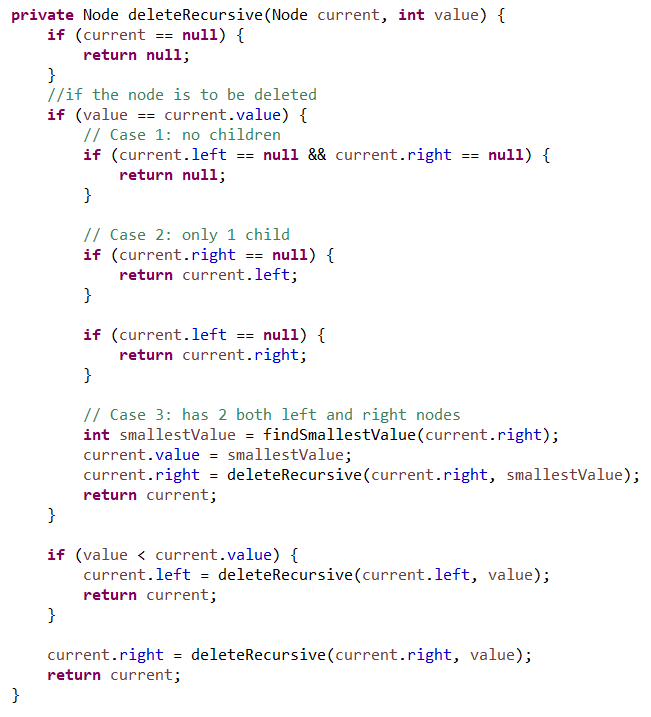 private Node deleteRecursive(Node current, int value) {
    if (current == null) {
        return null;
    }
    //if the node is to be deleted
    if (value == current.value) {
        // Case 1: no children
        if (current.left == null && current.right == null) {
            return null;
        }

        // Case 2: only 1 child
        if (current.right == null) {
            return current.left;
        }

        if (current.left == null) {
            return current.right;
        }

        // Case 3: has 2 both left and right nodes
        int smallestValue = findSmallestValue(current.right);
        current.value = smallestValue;
        current.right = deleteRecursive(current.right, smallestValue);
        return current;
    }

    if (value < current.value) {
        current.left = deleteRecursive(current.left, value);
        return current;
    }

    current.right = deleteRecursive(current.right, value);
    return current;
}